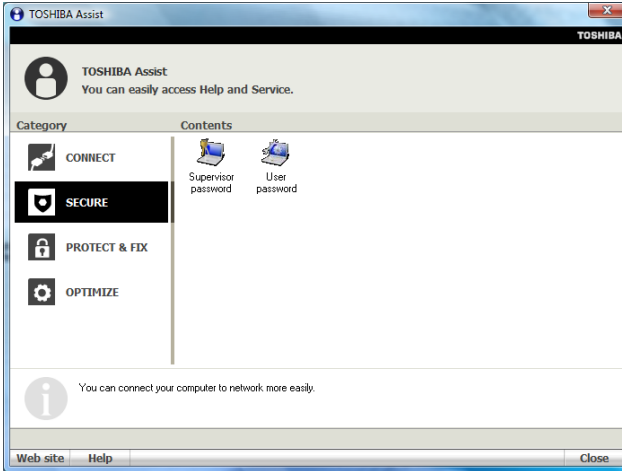 TOSHIBA Assist
TOSHIBA
TOSHIBA Assist
You can easily access Help and Service.
Category
Contents
CONNECT
SECURE
PROTECT & FIX
OPTIMIZE
Supervisor
password
User
password
You can connect your computer to network more easily.
Web site
Help
Close